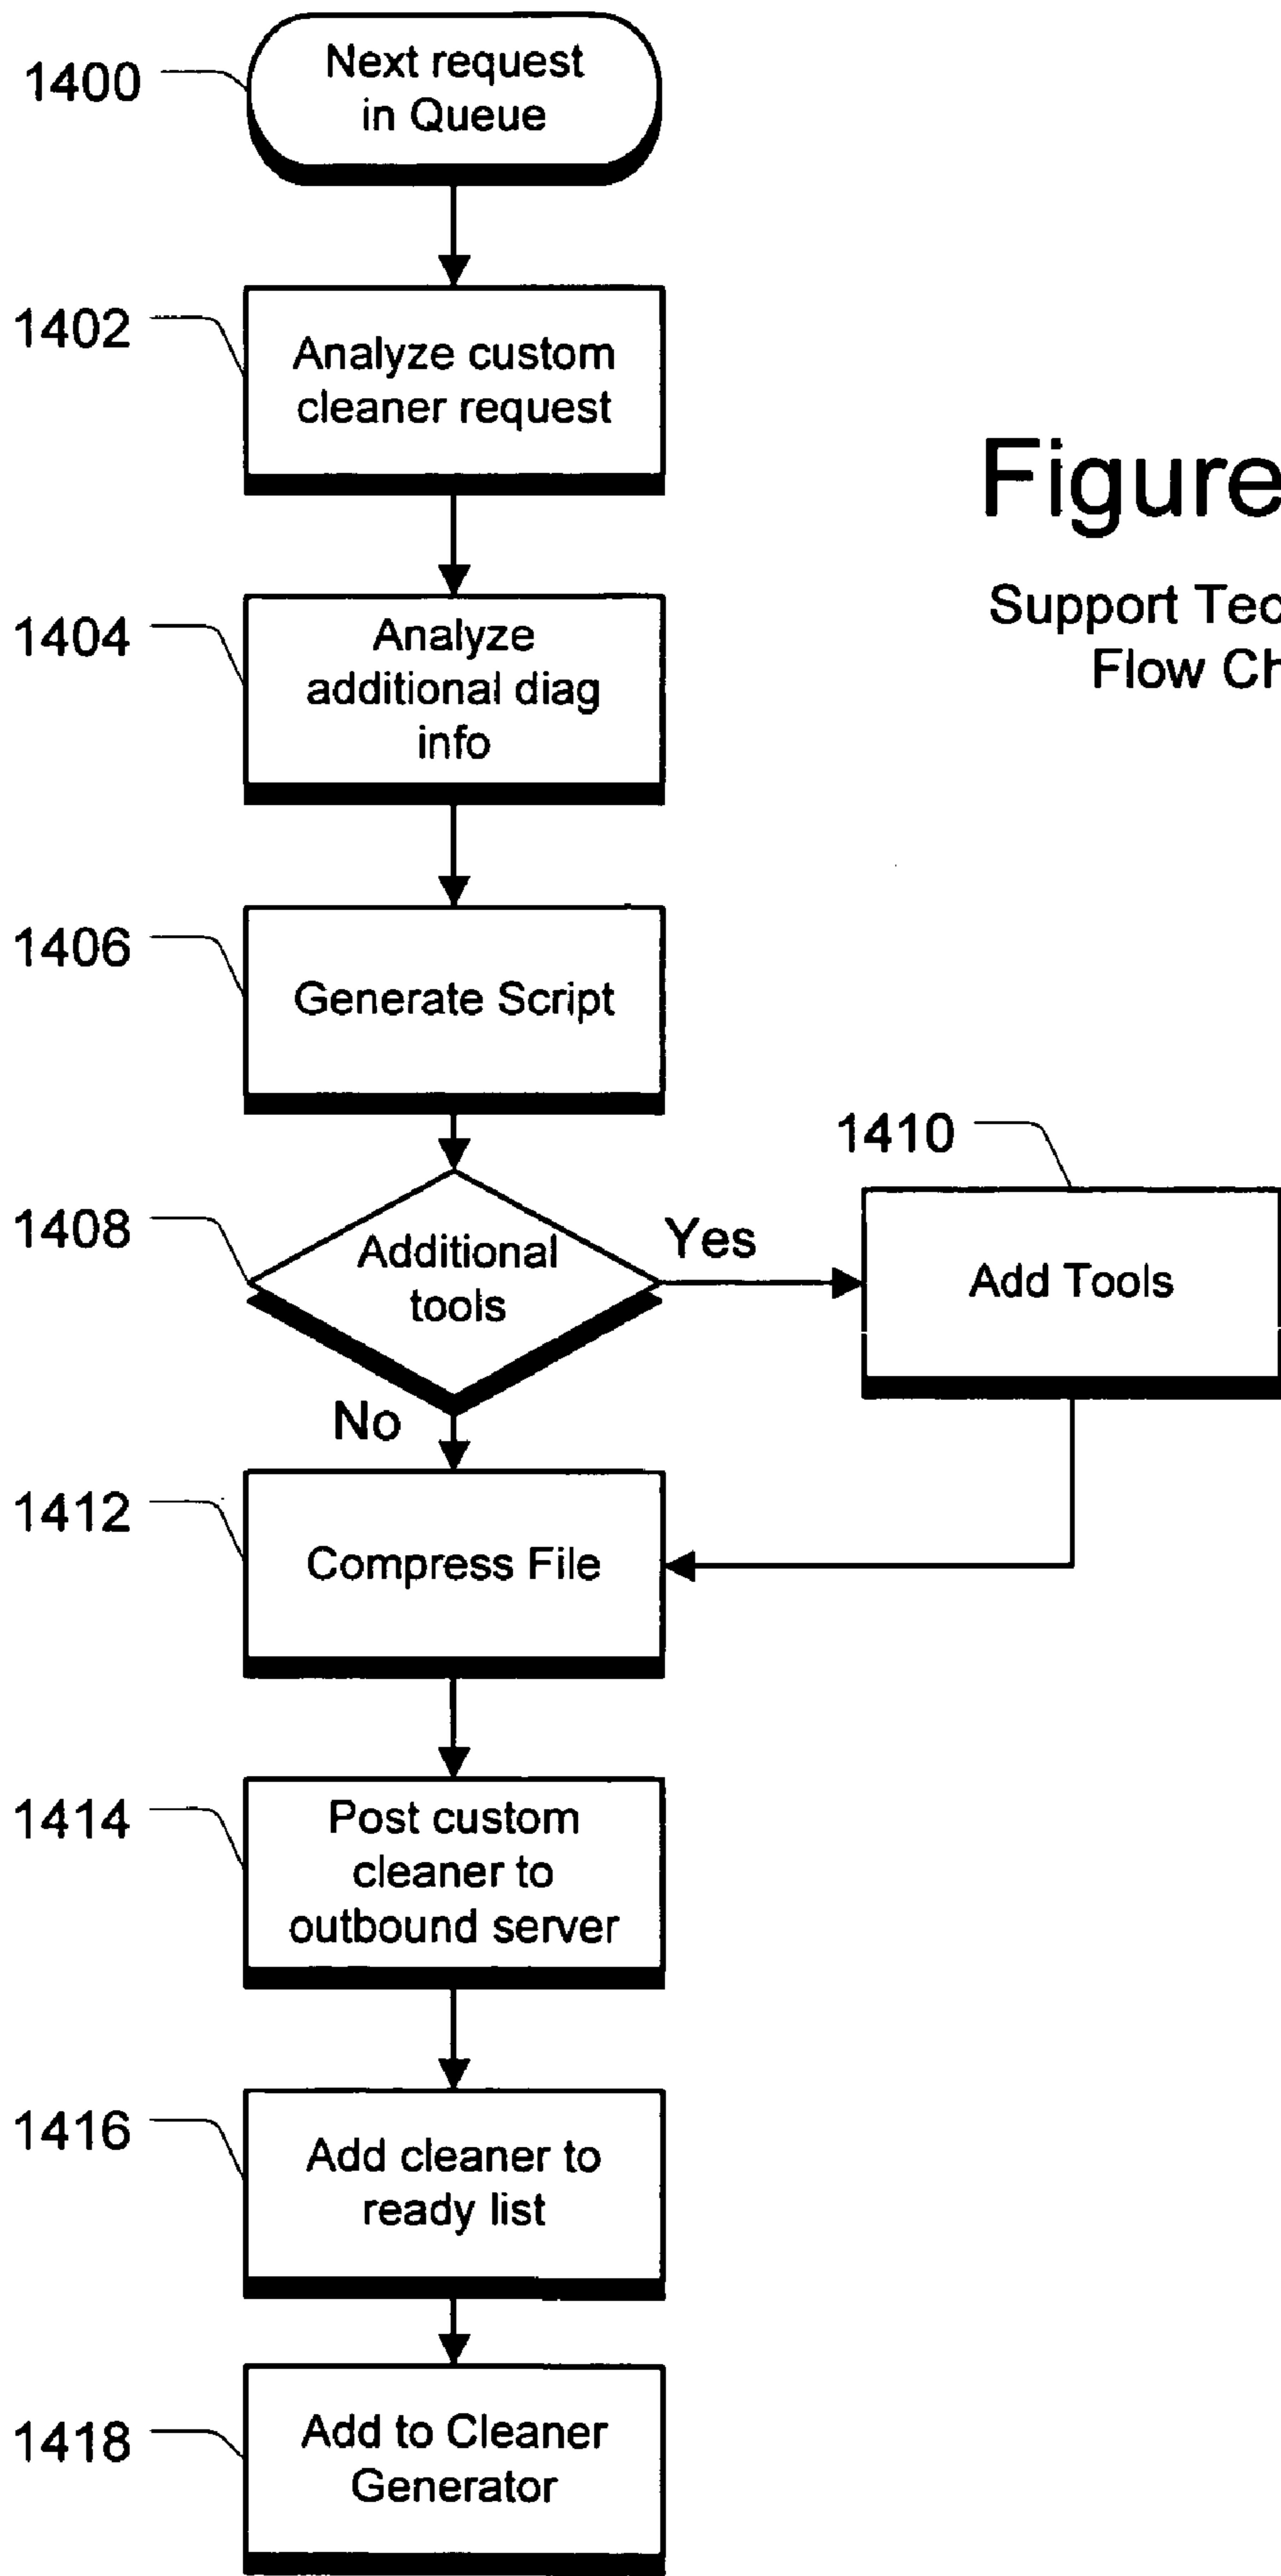 1400
Next request
in Queue
1402
Analyze custom
cleaner request
Figure
Support Tec
Flow Ch
1404
Analyze
additional diag
info
1406
Generate Script
1408
Additional
tools
Yes
1410
Add Tools
No
1412
Compress File
1414
Post custom
cleaner to
outbound server
1416
Add cleaner to
ready list
1418
Add to Cleaner
Generator